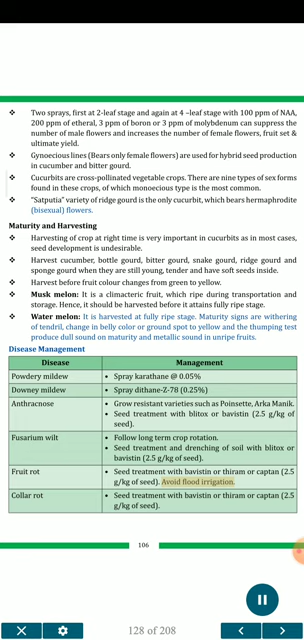 ❖ Two sprays, first at 2-leaf stage and again at 4 –leaf stage with 100 ppm of NAA,
200 ppm of etheral, 3 ppm of boron or 3 ppm of molybdenum can suppress the
number of male flowers and increases the number of female flowers, fruit set &
ultimate yield.
❖ Gynoecious lines (Bears only female flowers) are used for hybrid seed production
in cucumber and bitter gourd.
❖ Cucurbits are cross-pollinated vegetable crops. There are nine types of sex forms
found in these crops, of which monoecious type is the most common.
❖ "Satputia" variety of ridge gourd is the only cucurbit, which bears hermaphrodite
(bisexual) flowers.
Maturity and Harvesting
❖ Harvesting of crop at right time is very important in cucurbits as in most cases,
seed development is undesirable.
❖ Harvest cucumber, bottle gourd, bitter gourd, snake gourd, ridge gourd and
sponge gourd when they are still young, tender and have soft seeds inside.
❖ Harvest before fruit colour changes from green to yellow.
❖ Musk melon: It is a climacteric fruit, which ripe during transportation and
storage. Hence, it should be harvested before it attains fully ripe stage.
❖ Water melon: It is harvested at fully ripe stage. Maturity signs are withering
of tendril, change in belly color or ground spot to yellow and the thumping test
produce dull sound on maturity and metallic sound in unripe fruits.
Disease Management
Disease Management
Powdery mildew • Spray karathane @ 0.05%
Downey mildew • Spray dithane-Z-78 (0.25%)
Anthracnose • Grow resistant varieties such as Poinsette, Arka Manik.
• Seed treatment with blitox or bavistin (2.5 g/kg of
seed).
Fusarium wilt • Follow long term crop rotation.
• Seed treatment and drenching of soil with blitox or
bavistin (2.5 g/kg of seed).
Fruit rot • Seed treatment with bavistin or thiram or captan (2.5
g/kg of seed). Avoid flood irrigation.
Collar rot • Seed treatment with bavistin or thiram or captan (2.5
g/kg of seed).
106
128 of 208